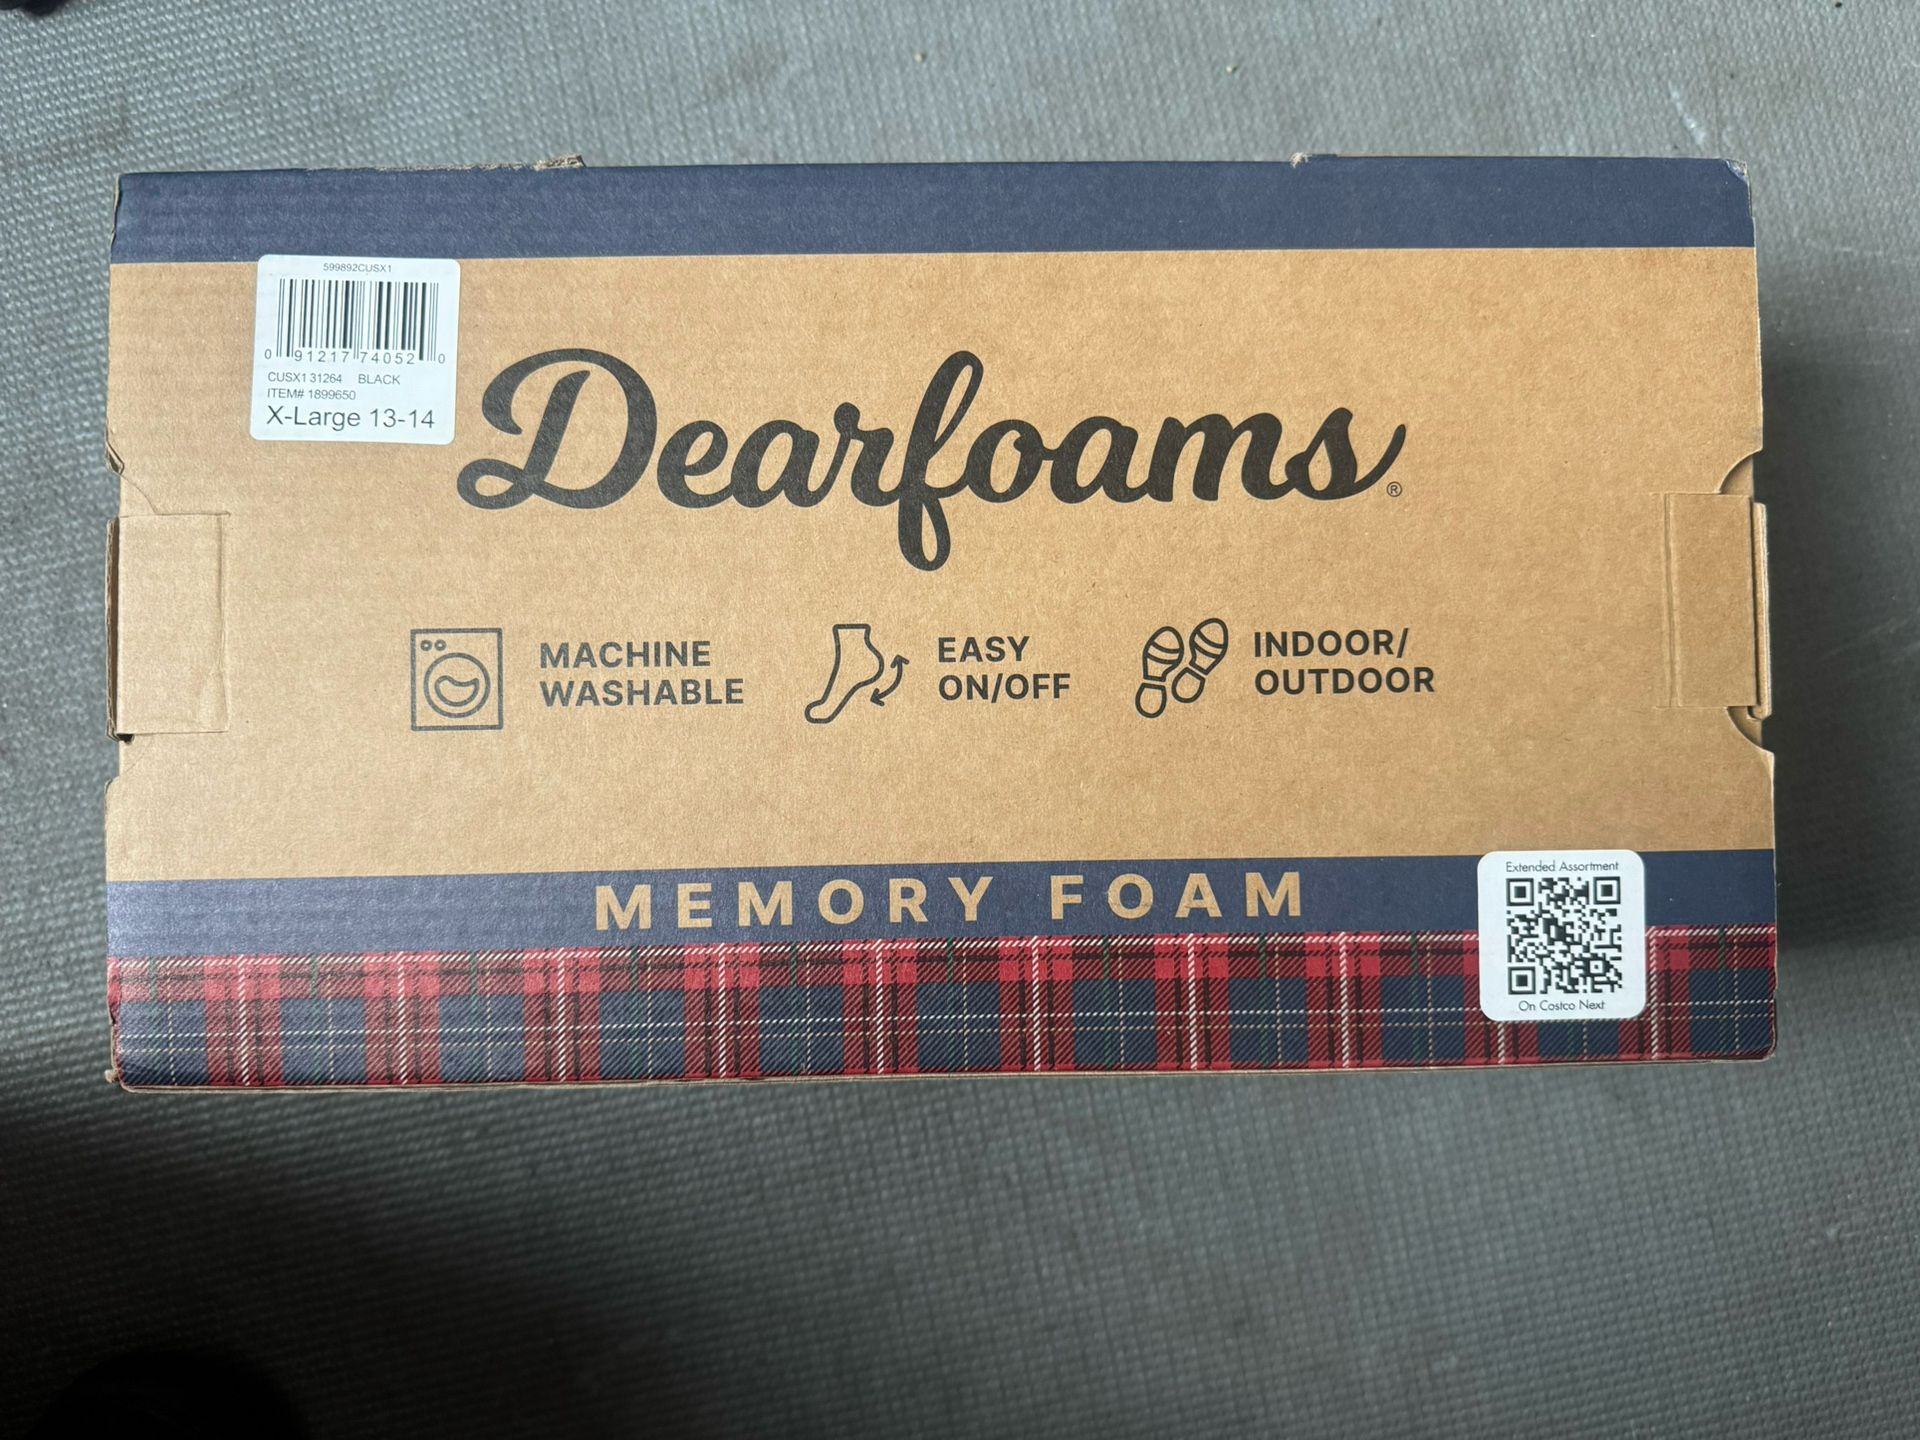 599892CUSX1
0 91217 74052 0
CUSX1 31264 BLACK
ITEM# 1899650
X-Large 13-14
Dearfoams®
MACHINE
WASHABLE
EASY
ON/OFF
INDOOR/
OUTDOOR
MEMORY FOAM
Extended Assortment
On Costco Next